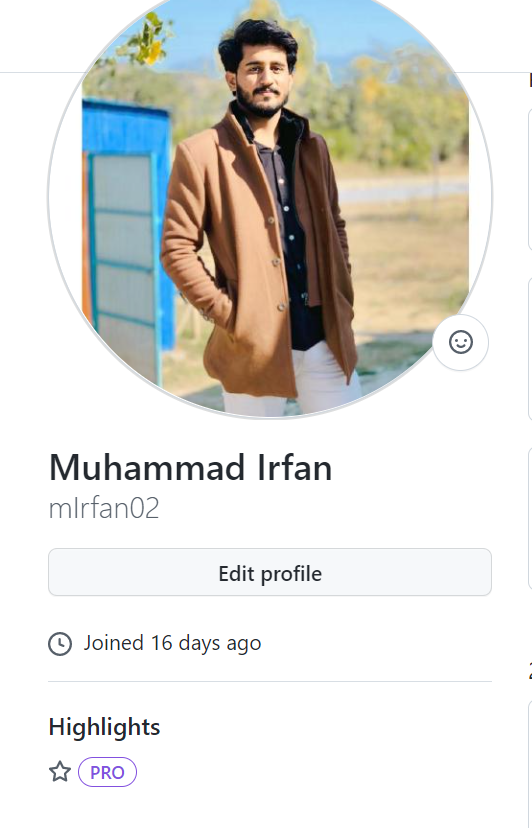 Muhammad Irfan
mIrfan02
Edit profile
Joined 16 days ago
Highlights
PRO